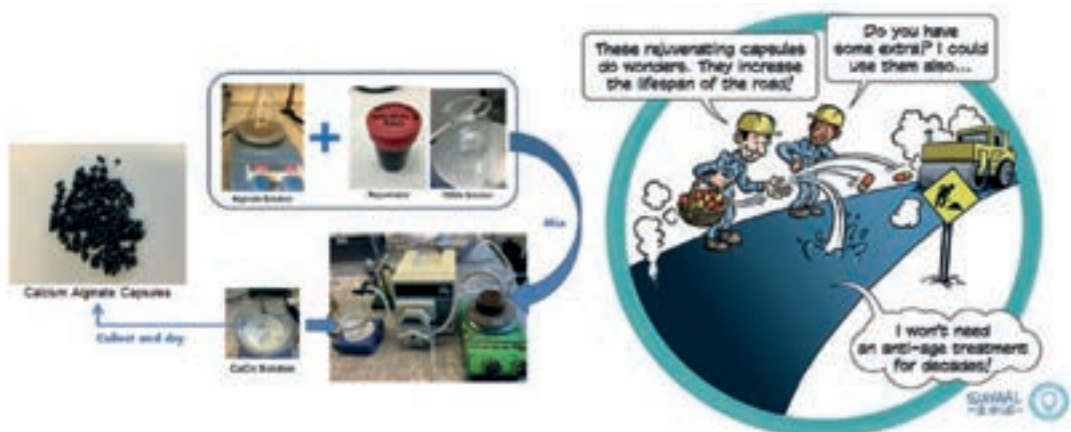 Alginate Solution
Rejuvenator
Mix
Calcium Alginate Capsules
Collect and dry
CaCl₂ Solution
These rejuvenating capsules
do wonders. They increase
the lifespan of the road!
Do you have
some extra? I could
use them also...
I won't need
an anti-age treatment
for decades!